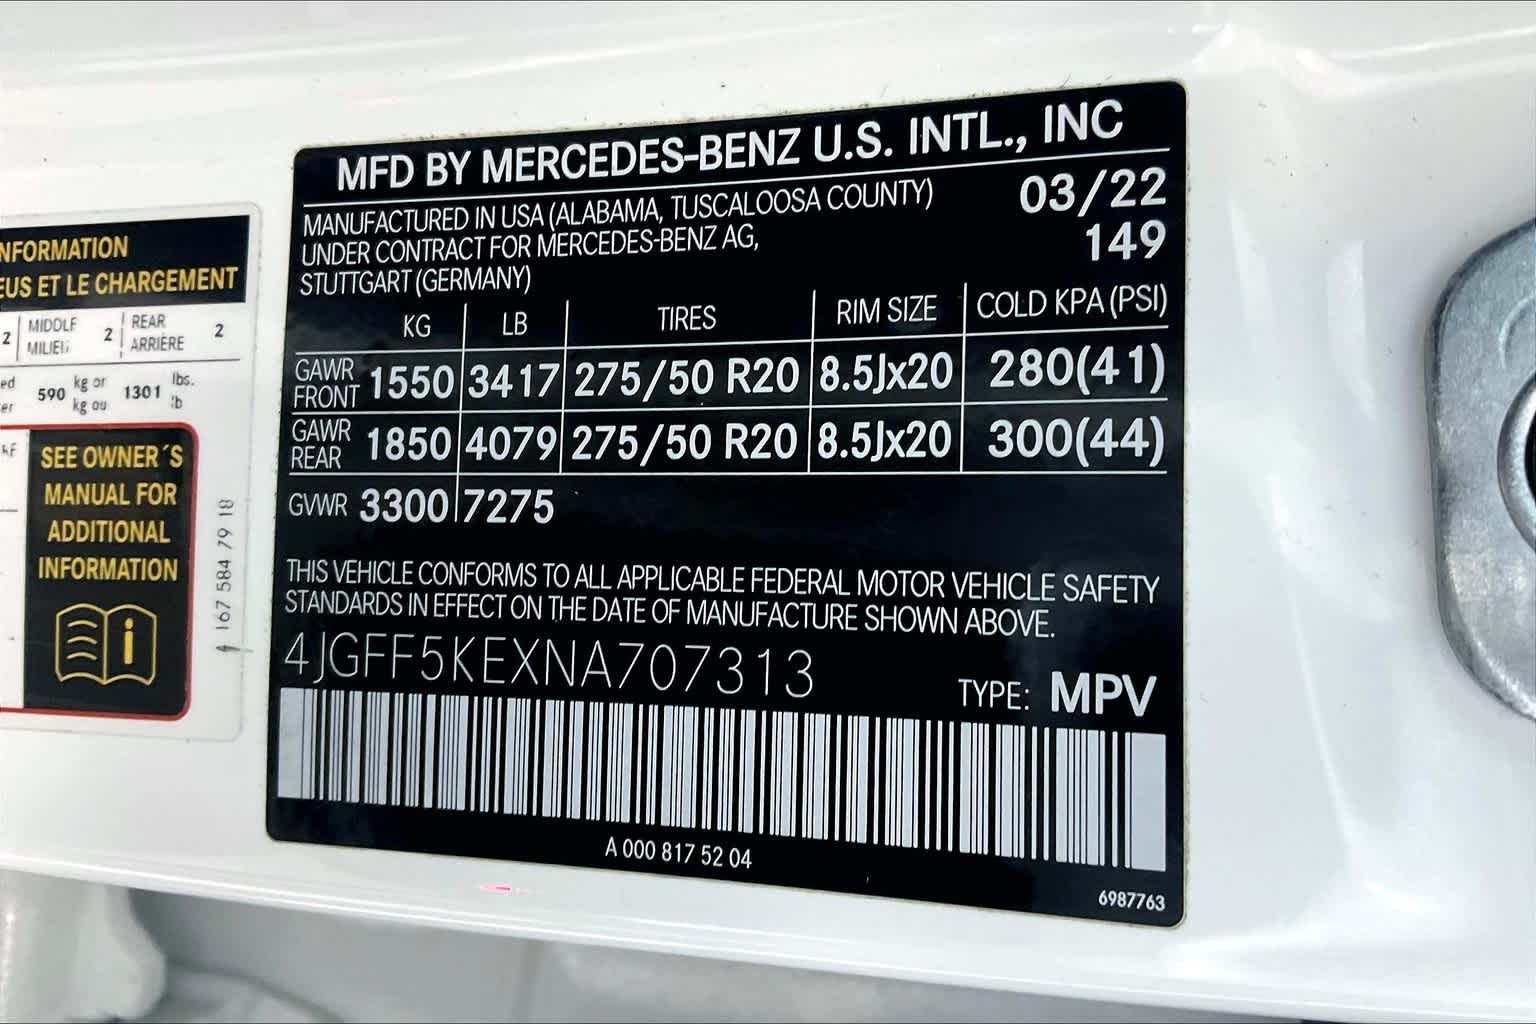 NFORMATION
EUS ET LE CHARGEMENT
2 MIDDLE MILIEU 2 REAR ARRIÈRE 2
590 kg or kg ou 1301 lbs. lb
SEE OWNER´S
MANUAL FOR
ADDITIONAL
INFORMATION
i
167 584 79 18
MFD BY MERCEDES-BENZ U.S. INTL., INC
MANUFACTURED IN USA (ALABAMA, TUSCALOOSA COUNTY) 03/22
UNDER CONTRACT FOR MERCEDES-BENZ AG, 149
STUTTGART (GERMANY)
KG LB TIRES RIM SIZE COLD KPA (PSI)
GAWR FRONT 1550 3417 275/50 R20 8.5Jx20 280(41)
GAWR REAR 1850 4079 275/50 R20 8.5Jx20 300(44)
GVWR 3300 7275
THIS VEHICLE CONFORMS TO ALL APPLICABLE FEDERAL MOTOR VEHICLE SAFETY
STANDARDS IN EFFECT ON THE DATE OF MANUFACTURE SHOWN ABOVE.
4JGFF5KEXNA707313
TYPE: MPV
A 000 817 52 04
6987763